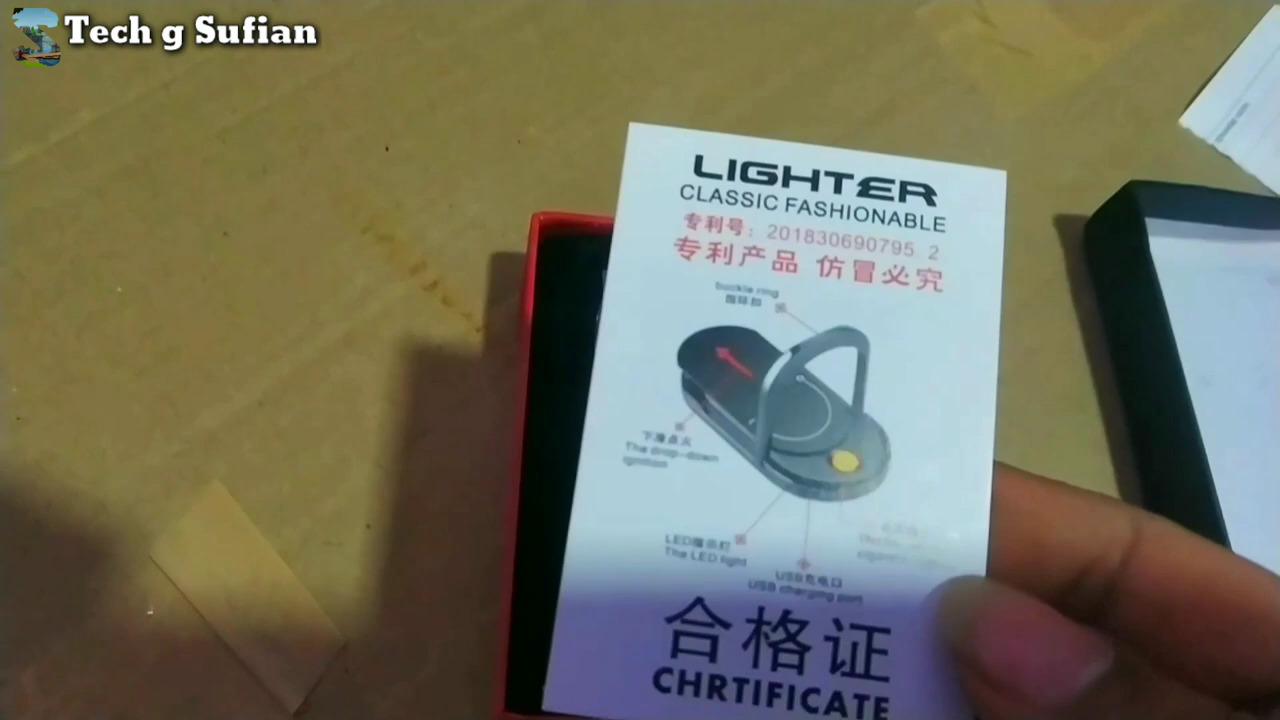 Tech g Sufian
LIGHTER
CLASSIC FASHIONABLE
专利号: 201830690795 2
专利产品 仿冒必究
buckle ring
指环扣
下滑点火
The drop-down
ignition
LED指示灯
The LED light
USB充电口
USB charging port
合格证
CHRTIFICATE